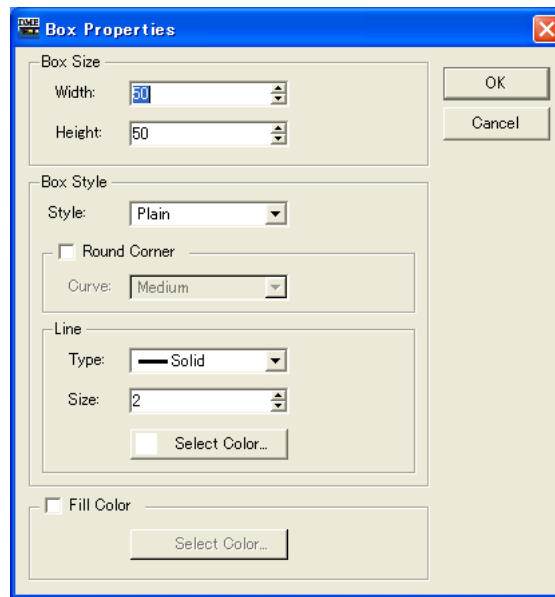 DME Box Properties
Box Size
Width: 50
Height: 50
OK
Cancel
Box Style
Style: Plain
Round Corner
Curve: Medium
Line
Type: Solid
Size: 2
Select Color...
Fill Color
Select Color...